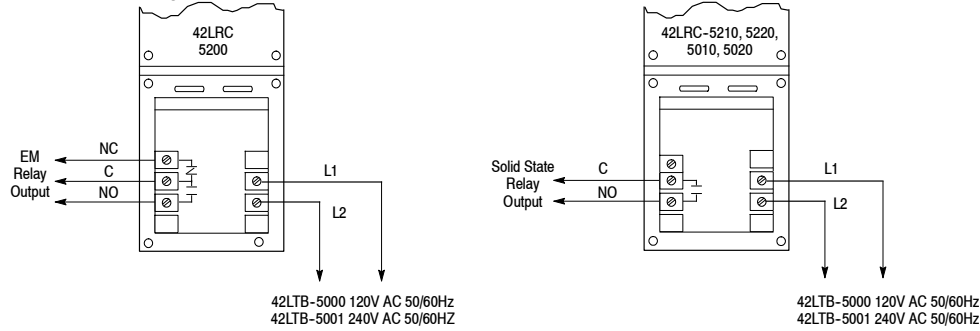 42LRC
5200
NC
EM
Relay
Output
C
NO
L1
L2
42LTB-5000 120V AC 50/60Hz
42LTB-5001 240V AC 50/60HZ
42LRC-5210, 5220,
5010, 5020
Solid State
Relay
Output
C
NO
L1
L2
42LTB-5000 120V AC 50/60Hz
42LTB-5001 240V AC 50/60Hz